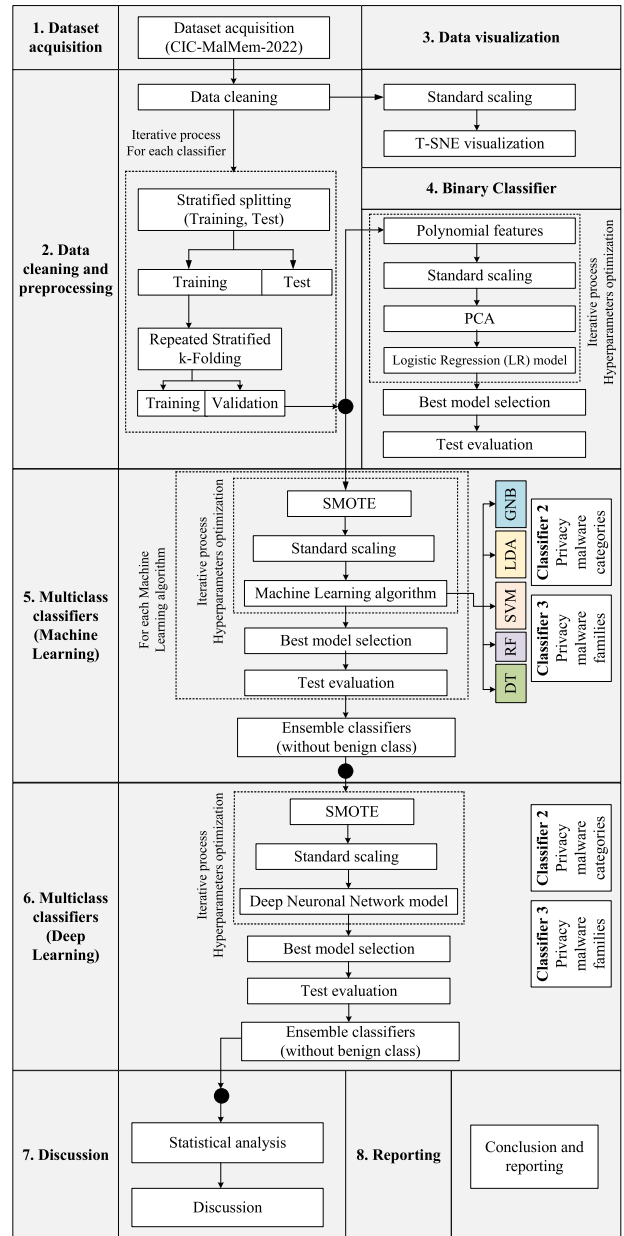 1. Dataset
acquisition
Dataset acquisition
(CIC-MalMem-2022)
3. Data visualization
2. Data
cleaning and
preprocessing
Data cleaning
Iterative process
For each classifier
Stratified splitting
(Training, Test)
Training
Test
Repeated Stratified
k-Folding
Training
Validation
Standard scaling
T-SNE visualization
4. Binary Classifier
Polynomial features
Standard scaling
PCA
Logistic Regression (LR) model
Iterative process
Hyperparameters optimization
Best model selection
Test evaluation
5. Multiclass
classifiers
(Machine
Learning)
For each Machine
Learning algorithm
Iterative process
Hyperparameters optimization
SMOTE
Standard scaling
Machine Learning algorithm
Best model selection
Test evaluation
Ensemble classifiers
(without benign class)
GNB
LDA
SVM
RF
DT
Classifier 2
Privacy
malware
categories
Classifier 3
Privacy
malware
families
6. Multiclass
classifiers
(Deep
Learning)
Iterative process
Hyperparameters optimization
SMOTE
Standard scaling
Deep Neuronal Network model
Best model selection
Test evaluation
Ensemble classifiers
(without benign class)
Classifier 2
Privacy
malware
categories
Classifier 3
Privacy
malware
families
7. Discussion
Statistical analysis
Discussion
8. Reporting
Conclusion and
reporting